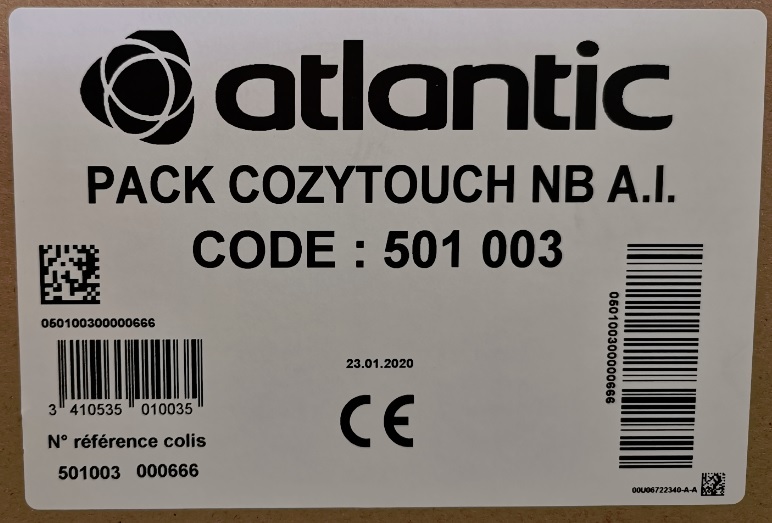 atlantic
PACK COZYTOUCH NB A.I.
CODE : 501 003
050100300000666
3 410535 010035
N° référence colis
501003 000666
23.01.2020
CE
050100300000666
00U06722340-A-A